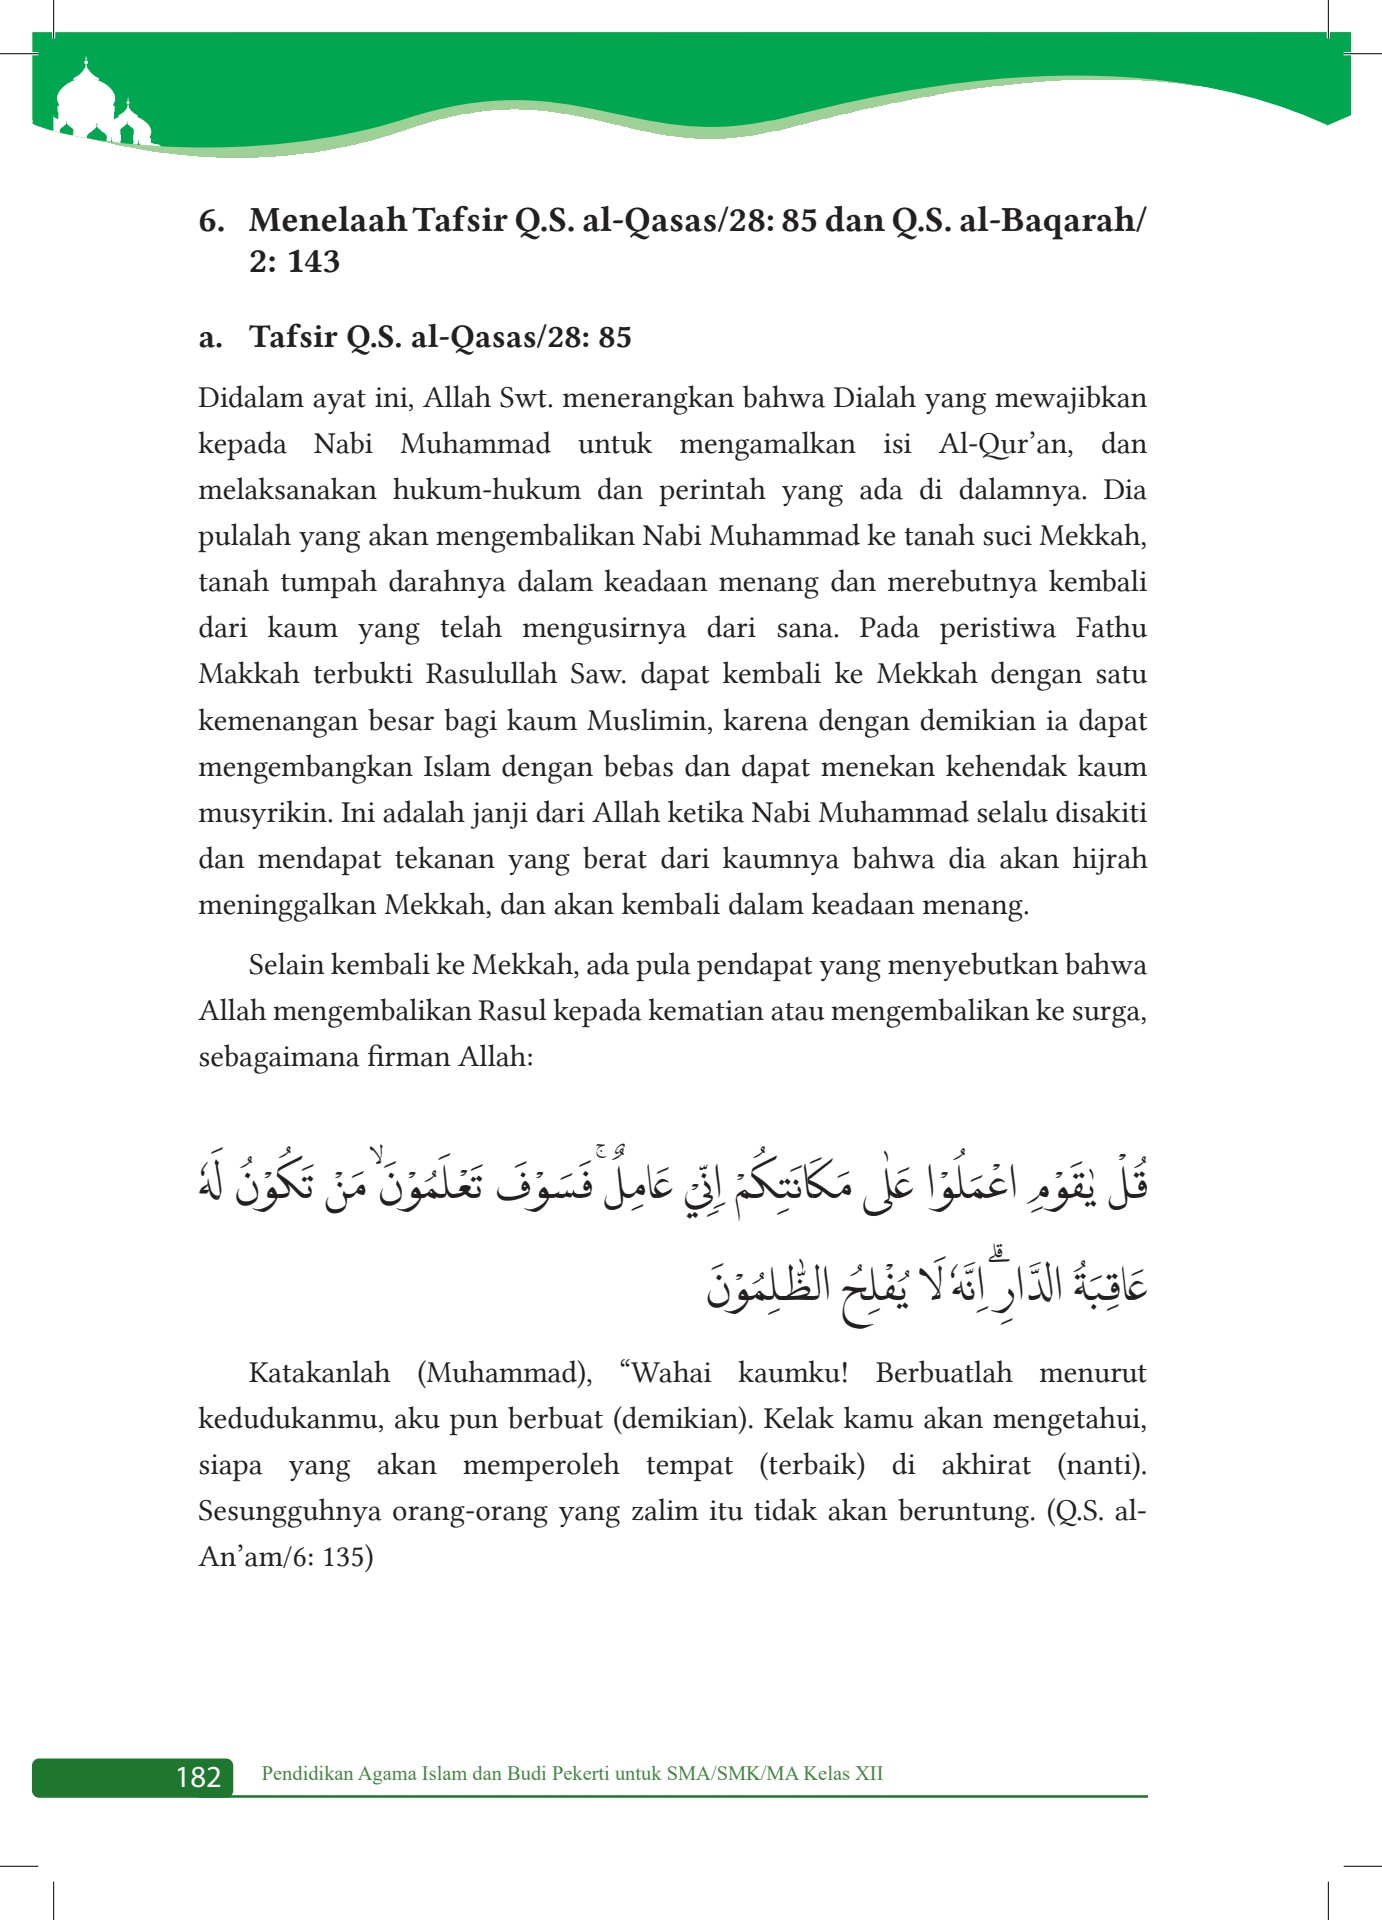 6. Menelaah Tafsir Q.S. al-Qasas/28: 85 dan Q.S. al-Baqarah/
2: 143
a. Tafsir Q.S. al-Qasas/28: 85
Didalam ayat ini, Allah Swt. menerangkan bahwa Dialah yang mewajibkan
kepada Nabi Muhammad untuk mengamalkan isi Al-Qur’an, dan
melaksanakan hukum-hukum dan perintah yang ada di dalamnya. Dia
pulalah yang akan mengembalikan Nabi Muhammad ke tanah suci Mekkah,
tanah tumpah darahnya dalam keadaan menang dan merebutnya kembali
dari kaum yang telah mengusirnya dari sana. Pada peristiwa Fathu
Makkah terbukti Rasulullah Saw. dapat kembali ke Mekkah dengan satu
kemenangan besar bagi kaum Muslimin, karena dengan demikian ia dapat
mengembangkan Islam dengan bebas dan dapat menekan kehendak kaum
musyrikin. Ini adalah janji dari Allah ketika Nabi Muhammad selalu disakiti
dan mendapat tekanan yang berat dari kaumnya bahwa dia akan hijrah
meninggalkan Mekkah, dan akan kembali dalam keadaan menang.
Selain kembali ke Mekkah, ada pula pendapat yang menyebutkan bahwa
Allah mengembalikan Rasul kepada kematian atau mengembalikan ke surga,
sebagaimana firman Allah:
قُلْ يٰقَوْمِ اعْمَلُوْا عَلٰى مَكَانَتِكُمْ اِنِّيْ عَامِلٌۚ فَسَوْفَ تَعْلَمُوْنَۙ مَنْ تَكُوْنُ لَهٗ
عَاقِبَةُ الدَّارِۗ اِنَّهٗ لَا يُفْلِحُ الظّٰلِمُوْنَ
Katakanlah (Muhammad), “Wahai kaumku! Berbuatlah menurut
kedudukanmu, aku pun berbuat (demikian). Kelak kamu akan mengetahui,
siapa yang akan memperoleh tempat (terbaik) di akhirat (nanti).
Sesungguhnya orang-orang yang zalim itu tidak akan beruntung. (Q.S. al-
An’am/6: 135)
182 Pendidikan Agama Islam dan Budi Pekerti untuk SMA/SMK/MA Kelas XII